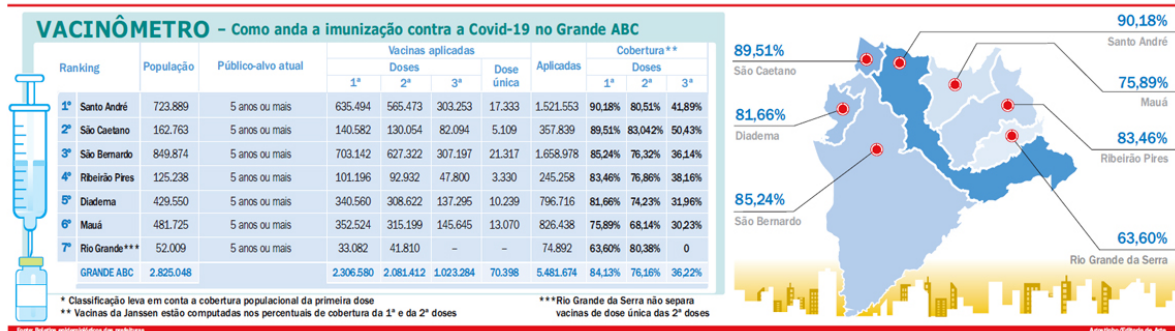 VACINÔMETRO – Como anda a imunização contra a Covid-19 no Grande ABC
Ranking População Público-alvo atual Vacinas aplicadas Aplicadas Cobertura**
Doses Dose única Doses
1ª 2ª 3ª 1ª 2ª 3ª
1º Santo André 723.889 5 anos ou mais 635.494 565.473 303.253 17.333 1.521.553 90,18% 80,51% 41,89%
2º São Caetano 162.763 5 anos ou mais 140.582 130.054 82.094 5.109 357.839 89,51% 83,042% 50,43%
3º São Bernardo 849.874 5 anos ou mais 703.142 627.322 307.197 21.317 1.658.978 85,24% 76,32% 36,14%
4º Ribeirão Pires 125.238 5 anos ou mais 101.196 92.932 47.800 3.330 245.258 83,46% 76,86% 38,16%
5º Diadema 429.550 5 anos ou mais 340.560 308.622 137.295 10.239 796.716 81,66% 74,23% 31,96%
6º Mauá 481.725 5 anos ou mais 352.524 315.199 145.645 13.070 826.438 75,89% 68,14% 30,23%
7º Rio Grande*** 52.009 5 anos ou mais 33.082 41.810 – – 74.892 63,60% 80,38% 0
GRANDE ABC 2.825.048 2.306.580 2.081.412 1.023.284 70.398 5.481.674 84,13% 76,16% 36,22%
* Classificação leva em conta a cobertura populacional da primeira dose
** Vacinas da Janssen estão computadas nos percentuais de cobertura da 1ª e da 2ª doses
***Rio Grande da Serra não separa
vacinas de dose única das 2ª doses
90,18%
Santo André
89,51%
São Caetano
75,89%
Mauá
81,66%
Diadema
83,46%
Ribeirão Pires
85,24%
São Bernardo
63,60%
Rio Grande da Serra
Fonte: Boletins epidemiológicos das prefeituras